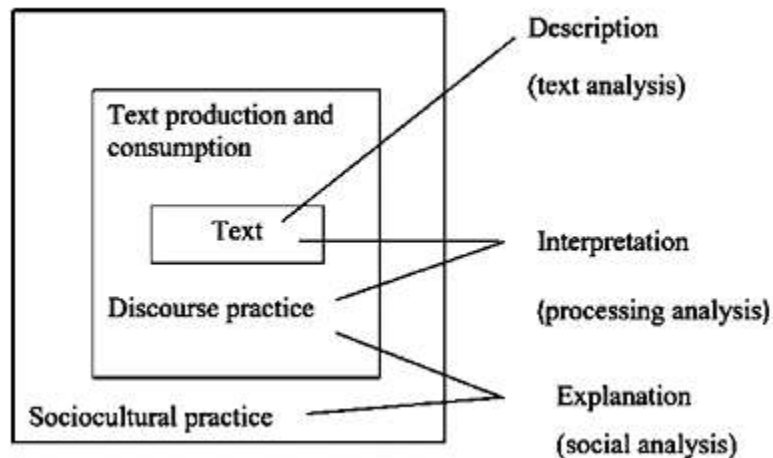 Description
(text analysis)
Text production and
consumption
Text
Interpretation
Discourse practice
(processing analysis)
Explanation
Sociocultural practice
(social analysis)